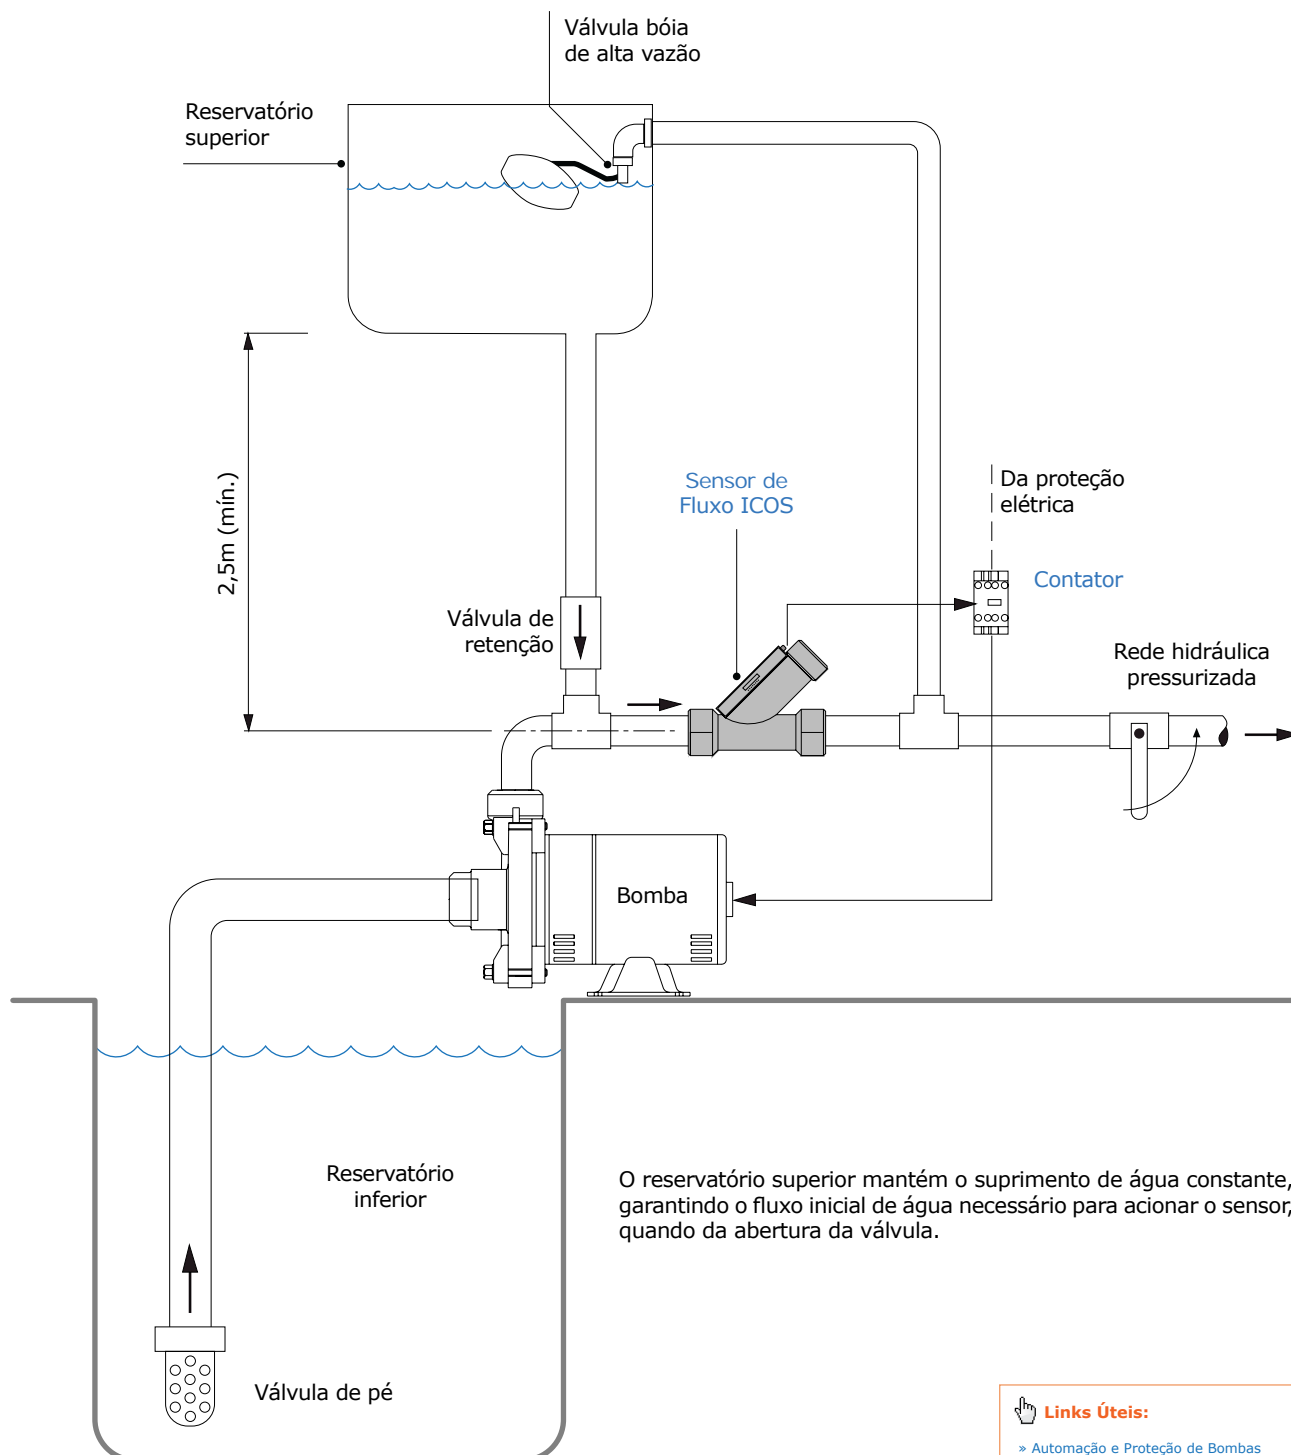 Válvula bóia
de alta vazão
Reservatório
superior
2,5m (mín.)
Sensor de
Fluxo ICOS
Da proteção
elétrica
Contator
Válvula de
retenção
Rede hidráulica
pressurizada
Bomba
Reservatório
inferior
O reservatório superior mantém o suprimento de água constante,
garantindo o fluxo inicial de água necessário para acionar o sensor,
quando da abertura da válvula.
Válvula de pé
Links Úteis:
» Automação e Proteção de Bombas